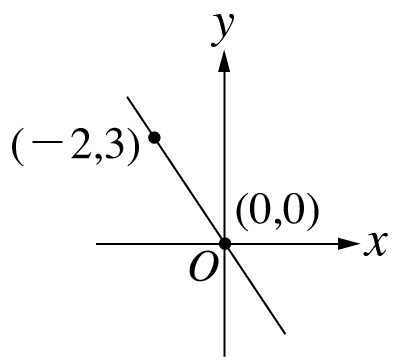 y
(－2,3)
(0,0)
x
O